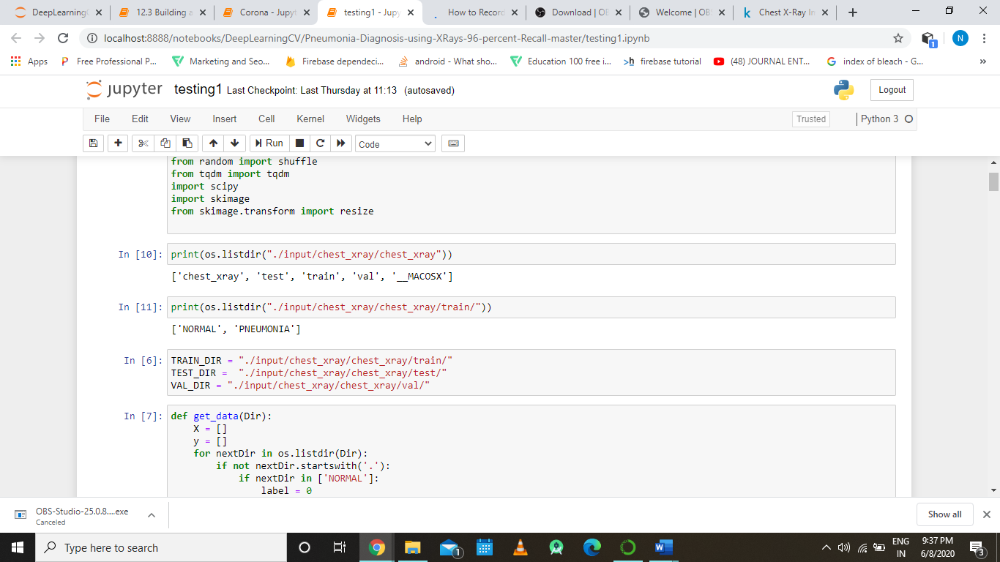 DeepLearningC
12.3 Building a
Corona - Jupyt
testing1 - Jupy
How to Record
Download | OB
Welcome | OBS
Chest X-Ray Im
localhost:8888/notebooks/DeepLearningCV/Pneumonia-Diagnosis-using-XRays-96-percent-Recall-master/testing1.ipynb
1
N
Apps
Free Professional P...
Marketing and Seo...
Firebase dependeci...
android - What sho...
Education 100 free i...
firebase tutorial
(48) JOURNAL ENT...
index of bleach - G...
jupyter testing1 Last Checkpoint: Last Thursday at 11:13 (autosaved)
Logout
File Edit View Insert Cell Kernel Widgets Help
Trusted
Python 3
Run
Code
from random import shuffle
from tqdm import tqdm
import scipy
import skimage
from skimage.transform import resize
In [10]: print(os.listdir("./input/chest_xray/chest_xray"))
['chest_xray', 'test', 'train', 'val', '__MACOSX']
In [11]: print(os.listdir("./input/chest_xray/chest_xray/train/"))
['NORMAL', 'PNEUMONIA']
In [6]: TRAIN_DIR = "./input/chest_xray/chest_xray/train/"
TEST_DIR =  "./input/chest_xray/chest_xray/test/"
VAL_DIR = "./input/chest_xray/chest_xray/val/"
In [7]: def get_data(Dir):
X = []
y = []
for nextDir in os.listdir(Dir):
if not nextDir.startswith('.'):
if nextDir in ['NORMAL']:
label = 0
OBS-Studio-25.0.8....exe
Canceled
Show all
Type here to search
1
ENG
IN
9:37 PM
6/8/2020
3